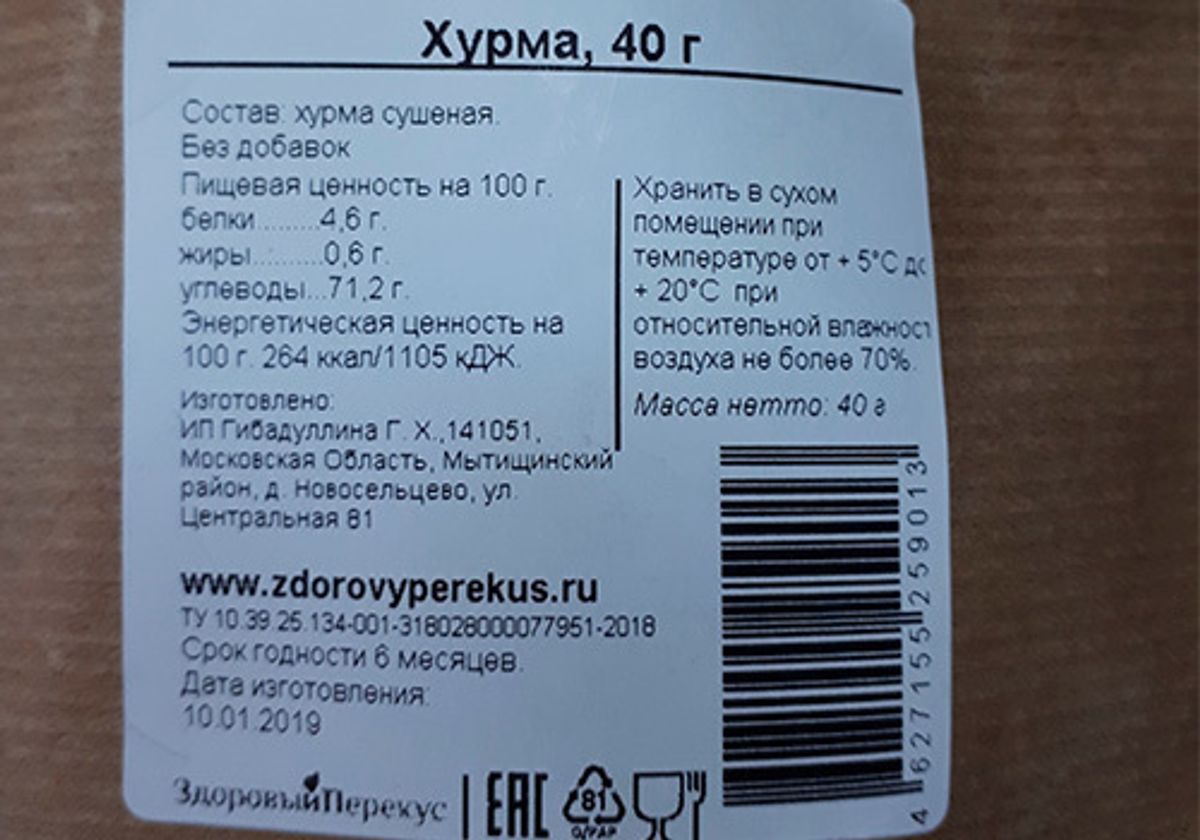 Хурма, 40 г
Состав: хурма сушеная.
Без добавок
Пищевая ценность на 100 г.
белки.........4,6 г.
жиры..........0,6 г.
углеводы...71,2 г.
Энергетическая ценность на
100 г. 264 ккал/1105 кДЖ.
Изготовлено:
ИП Гибадуллина Г. Х.,141051,
Московская Область, Мытищинский
район, д. Новосельцево, ул.
Центральная 81
Хранить в сухом
помещении при
температуре от + 5°С до
+ 20°С при
относительной влажност
воздуха не более 70%.
Масса нетто: 40 г
www.zdorovyperekus.ru
ТУ 10.39.25.134-001-318028000077951-2018
Срок годности 6 месяцев.
Дата изготовления:
10.01.2019
4 627155 259013
ЗдоровыйПерекус
ЕАС
81